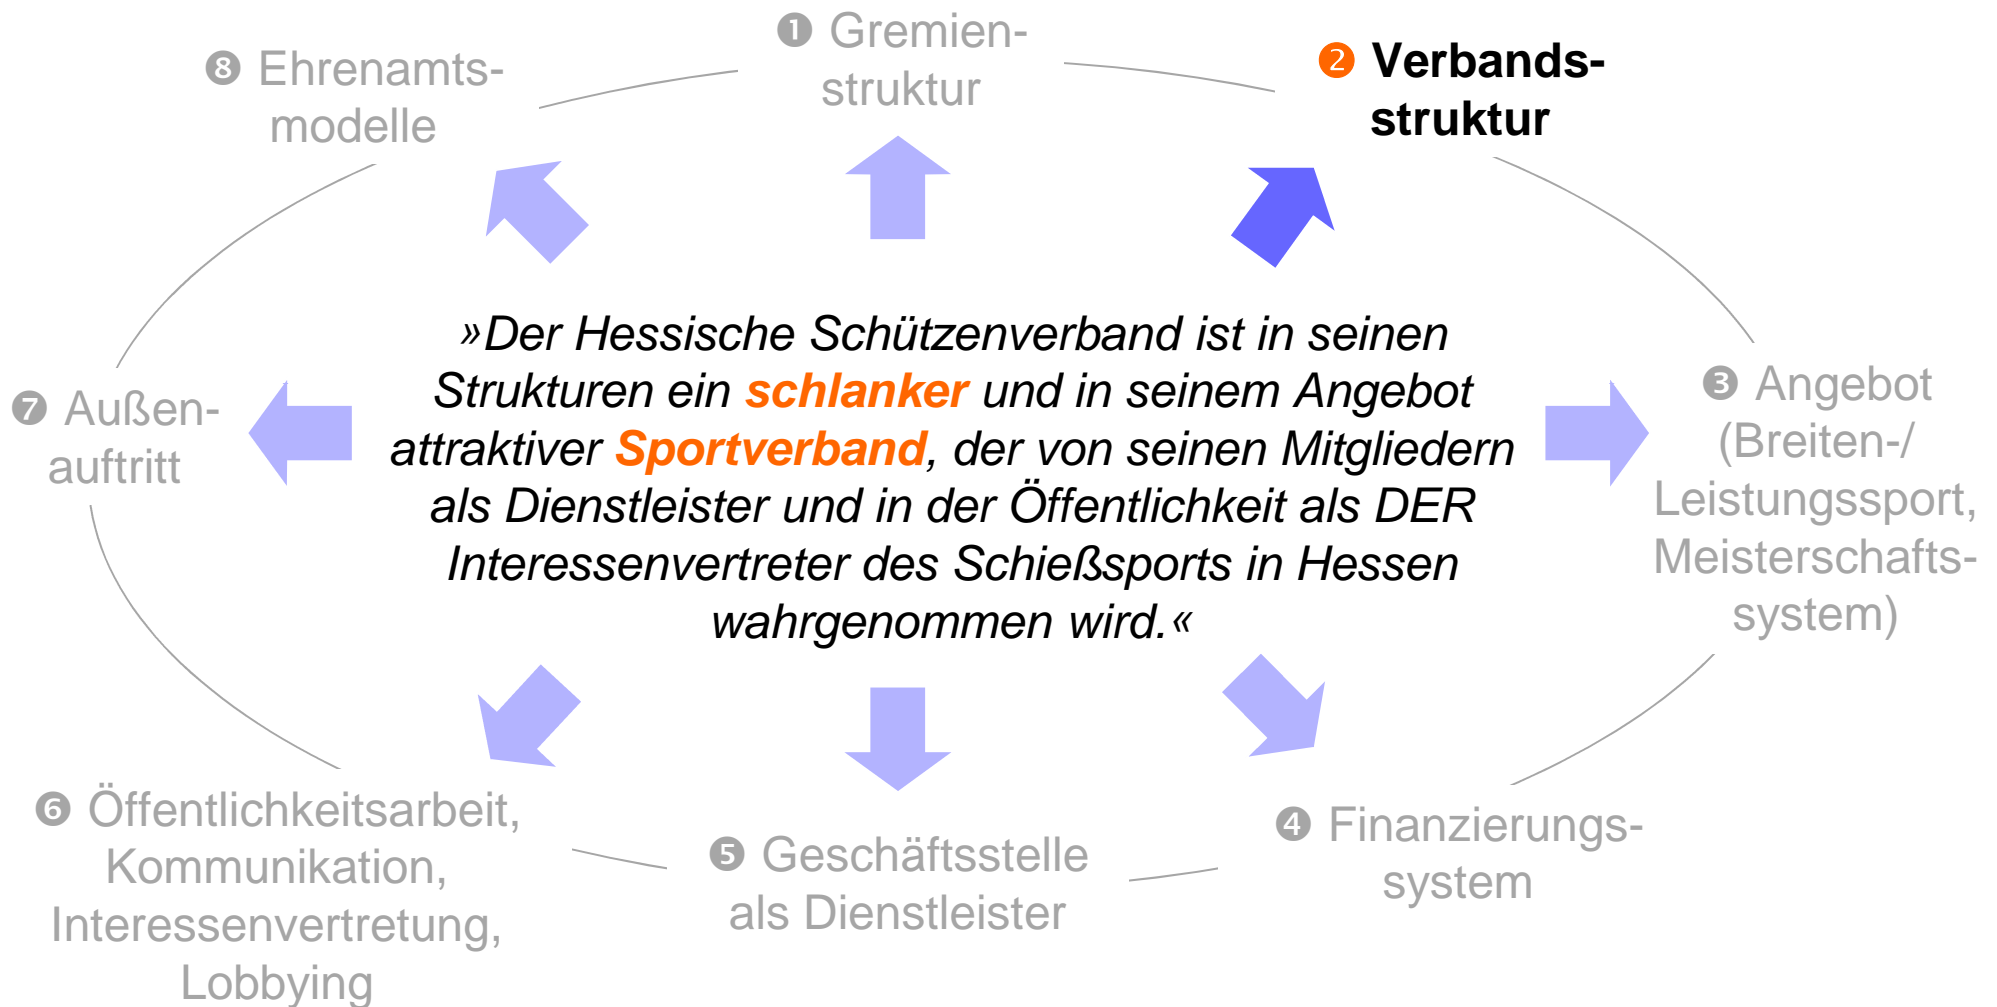 ❶ Gremien-
struktur
❷ Verbands-
struktur
❸ Angebot
(Breiten-/
Leistungssport,
Meisterschafts-
system)
❹ Finanzierungs-
system
❺ Geschäftsstelle
als Dienstleister
❻ Öffentlichkeitsarbeit,
Kommunikation,
Interessenvertretung,
Lobbying
❼ Außen-
auftritt
❽ Ehrenamts-
modelle
»Der Hessische Schützenverband ist in seinen
Strukturen ein schlanker und in seinem Angebot
attraktiver Sportverband, der von seinen Mitgliedern
als Dienstleister und in der Öffentlichkeit als DER
Interessenvertreter des Schießsports in Hessen
wahrgenommen wird.«